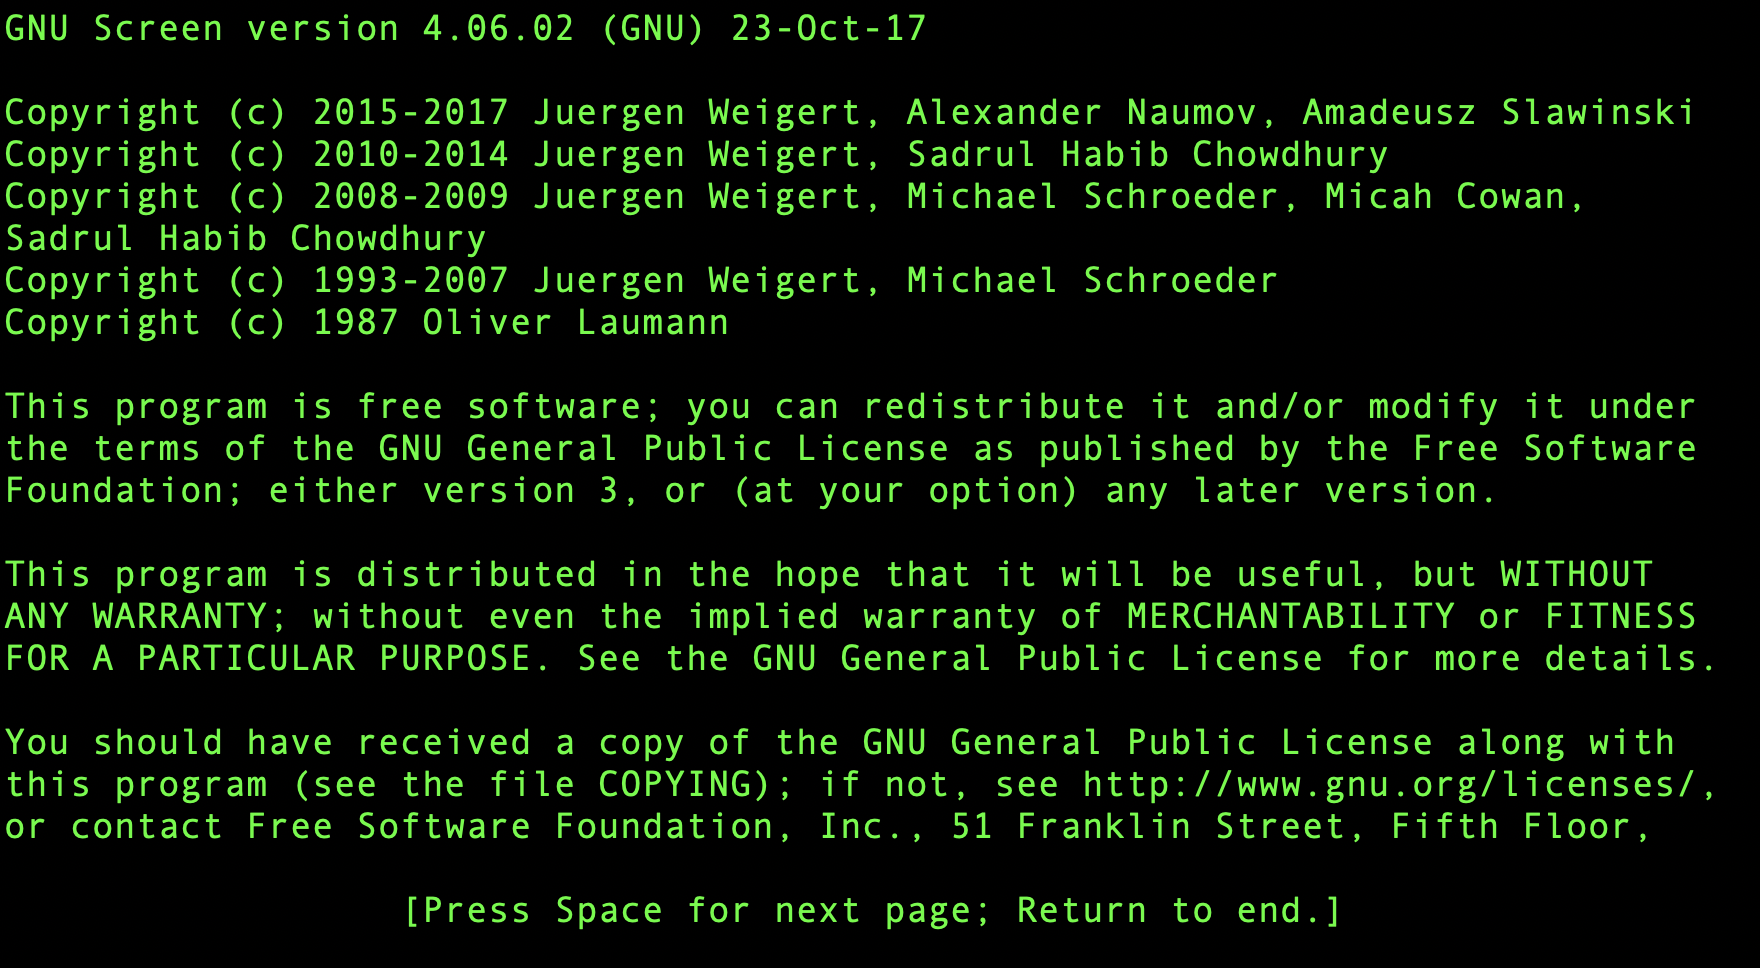 GNU Screen version 4.06.02 (GNU) 23-Oct-17
Copyright (c) 2015-2017 Juergen Weigert, Alexander Naumov, Amadeusz Slawinski
Copyright (c) 2010-2014 Juergen Weigert, Sadrul Habib Chowdhury
Copyright (c) 2008-2009 Juergen Weigert, Michael Schroeder, Micah Cowan,
Sadrul Habib Chowdhury
Copyright (c) 1993-2007 Juergen Weigert, Michael Schroeder
Copyright (c) 1987 Oliver Laumann
This program is free software; you can redistribute it and/or modify it under
the terms of the GNU General Public License as published by the Free Software
Foundation; either version 3, or (at your option) any later version.
This program is distributed in the hope that it will be useful, but WITHOUT
ANY WARRANTY; without even the implied warranty of MERCHANTABILITY or FITNESS
FOR A PARTICULAR PURPOSE. See the GNU General Public License for more details.
You should have received a copy of the GNU General Public License along with
this program (see the file COPYING); if not, see http://www.gnu.org/licenses/,
or contact Free Software Foundation, Inc., 51 Franklin Street, Fifth Floor,
[Press Space for next page; Return to end.]